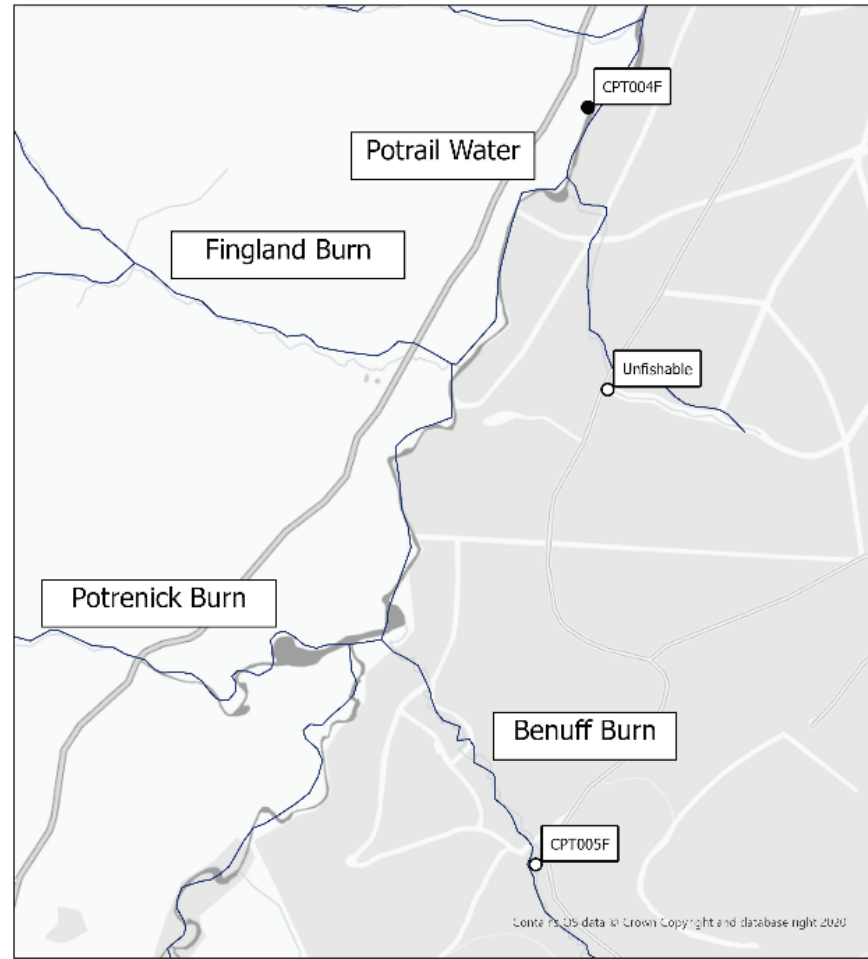 CPT004F
Potrail Water
Fingland Burn
Unfishable
Potrenick Burn
Benuff Burn
CPT005F
Contains OS data © Crown Copyright and database right 2020